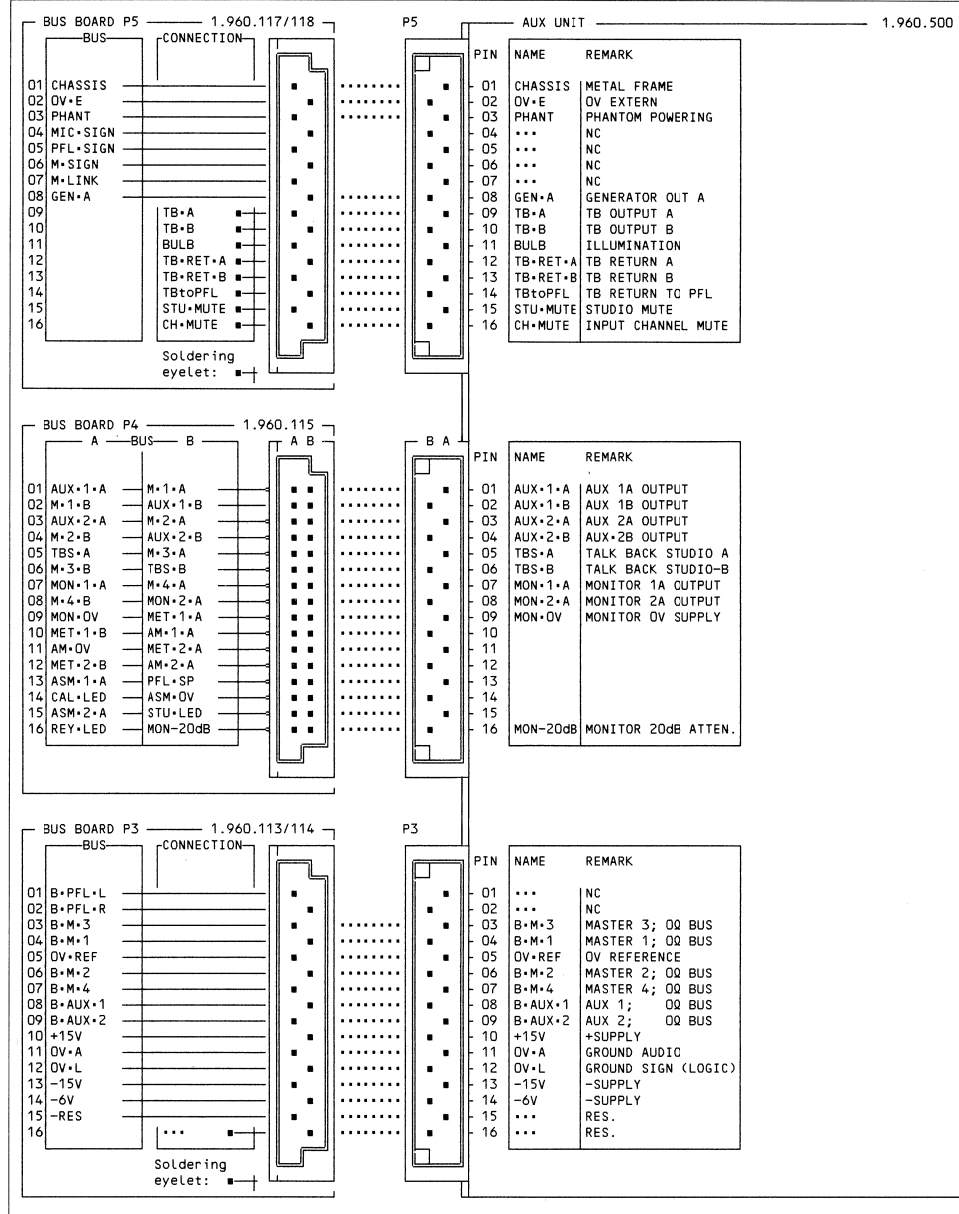 BUS BOARD P5 1.960.117/118 P5 AUX UNIT 1.960.500
BUS CONNECTION
PIN NAME REMARK
01 CHASSIS 01 CHASSIS METAL FRAME
02 0V▪E 02 0V▪E 0V EXTERN
03 PHANT 03 PHANT PHANTOM POWERING
04 MIC▪SIGN 04 ▪▪▪ NC
05 PFL▪SIGN 05 ▪▪▪ NC
06 M▪SIGN 06 ▪▪▪ NC
07 M▪LINK 07 ▪▪▪ NC
08 GEN▪A 08 GEN▪A GENERATOR OUT A
09 TB▪A 09 TB▪A TB OUTPUT A
10 TB▪B 10 TB▪B TB OUTPUT B
11 BULB 11 BULB ILLUMINATION
12 TB▪RET▪A 12 TB▪RET▪A TB RETURN A
13 TB▪RET▪B 13 TB▪RET▪B TB RETURN B
14 TBtoPFL 14 TBtoPFL TB RETURN TO PFL
15 STU▪MUTE 15 STU▪MUTE STUDIO MUTE
16 CH▪MUTE 16 CH▪MUTE INPUT CHANNEL MUTE
Soldering
eyelet:
BUS BOARD P4 1.960.115
A BUS B A B B A
PIN NAME REMARK
01 AUX▪1▪A M▪1▪A 01 AUX▪1▪A AUX 1A OUTPUT
02 M▪1▪B AUX▪1▪B 02 AUX▪1▪B AUX 1B OUTPUT
03 AUX▪2▪A M▪2▪A 03 AUX▪2▪A AUX 2A OUTPUT
04 M▪2▪B AUX▪2▪B 04 AUX▪2▪B AUX▪2B OUTPUT
05 TBS▪A M▪3▪A 05 TBS▪A TALK BACK STUDIO A
06 M▪3▪B TBS▪B 06 TBS▪B TALK BACK STUDIO-B
07 MON▪1▪A M▪4▪A 07 MON▪1▪A MONITOR 1A OUTPUT
08 M▪4▪B MON▪2▪A 08 MON▪2▪A MONITOR 2A OUTPUT
09 MON▪0V MET▪1▪A 09 MON▪0V MONITOR 0V SUPPLY
10 MET▪1▪B AM▪1▪A 10
11 AM▪0V MET▪2▪A 11
12 MET▪2▪B AM▪2▪A 12
13 ASM▪1▪A PFL▪SP 13
14 CAL▪LED ASM▪0V 14
15 ASM▪2▪A STU▪LED 15
16 REY▪LED MON-20dB 16 MON-20dB MONITOR 20dB ATTEN.
BUS BOARD P3 1.960.113/114 P3
BUS CONNECTION
PIN NAME REMARK
01 B▪PFL▪L 01 ▪▪▪ NC
02 B▪PFL▪R 02 ▪▪▪ NC
03 B▪M▪3 03 B▪M▪3 MASTER 3; 0Ω BUS
04 B▪M▪1 04 B▪M▪1 MASTER 1; 0Ω BUS
05 0V▪REF 05 0V▪REF 0V REFERENCE
06 B▪M▪2 06 B▪M▪2 MASTER 2; 0Ω BUS
07 B▪M▪4 07 B▪M▪4 MASTER 4; 0Ω BUS
08 B▪AUX▪1 08 B▪AUX▪1 AUX 1; 0Ω BUS
09 B▪AUX▪2 09 B▪AUX▪2 AUX 2; 0Ω BUS
10 +15V 10 +15V +SUPPLY
11 0V▪A 11 0V▪A GROUND AUDIO
12 0V▪L 12 0V▪L GROUND SIGN (LOGIC)
13 -15V 13 -15V -SUPPLY
14 -6V 14 -6V -SUPPLY
15 -RES 15 ▪▪▪ RES.
16 ▪▪▪ 16 ▪▪▪ RES.
Soldering
eyelet: